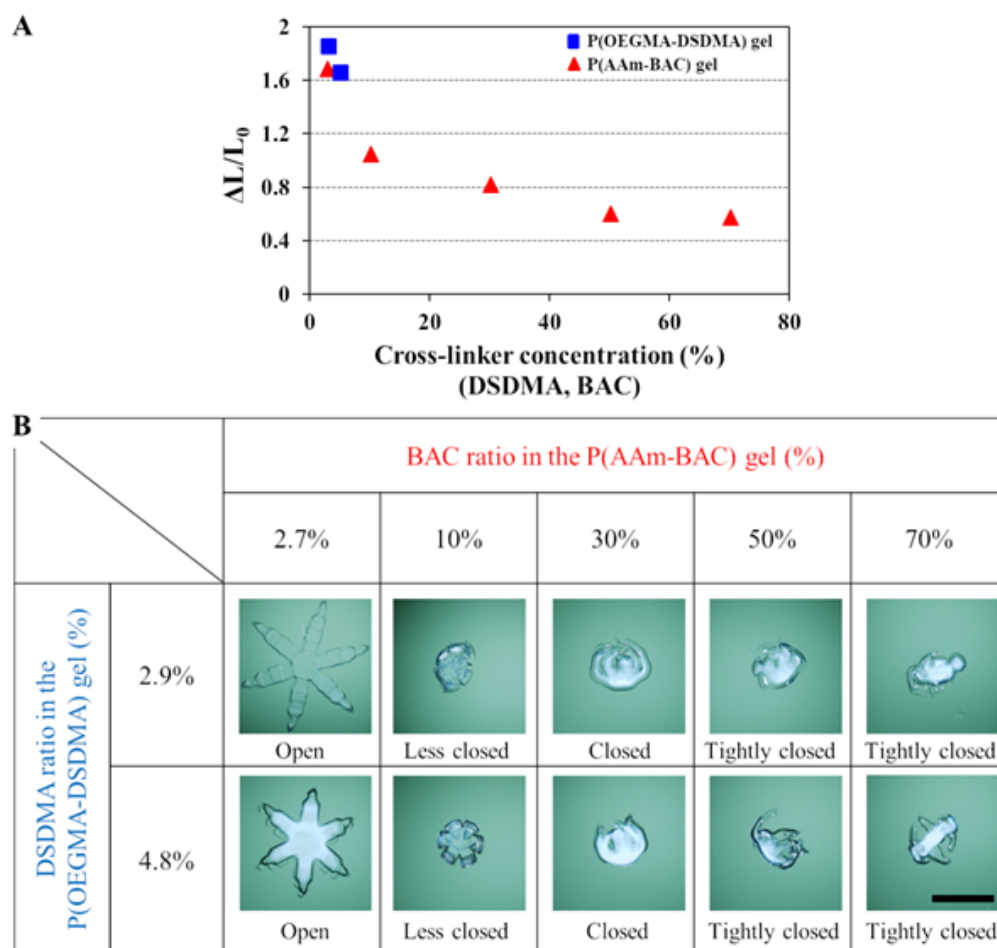 A
2
1.6
1.2
0.8
0.4
0
ΔL/L₀
P(OEGMA-DSDMA) gel
P(AAm-BAC) gel
0 20 40 60 80
Cross-linker concentration (%)
(DSDMA, BAC)
B
BAC ratio in the P(AAm-BAC) gel (%)
2.7% 10% 30% 50% 70%
DSDMA ratio in the
P(OEGMA-DSDMA) gel (%)
2.9%
Open Less closed Closed Tightly closed Tightly closed
4.8%
Open Less closed Closed Tightly closed Tightly closed